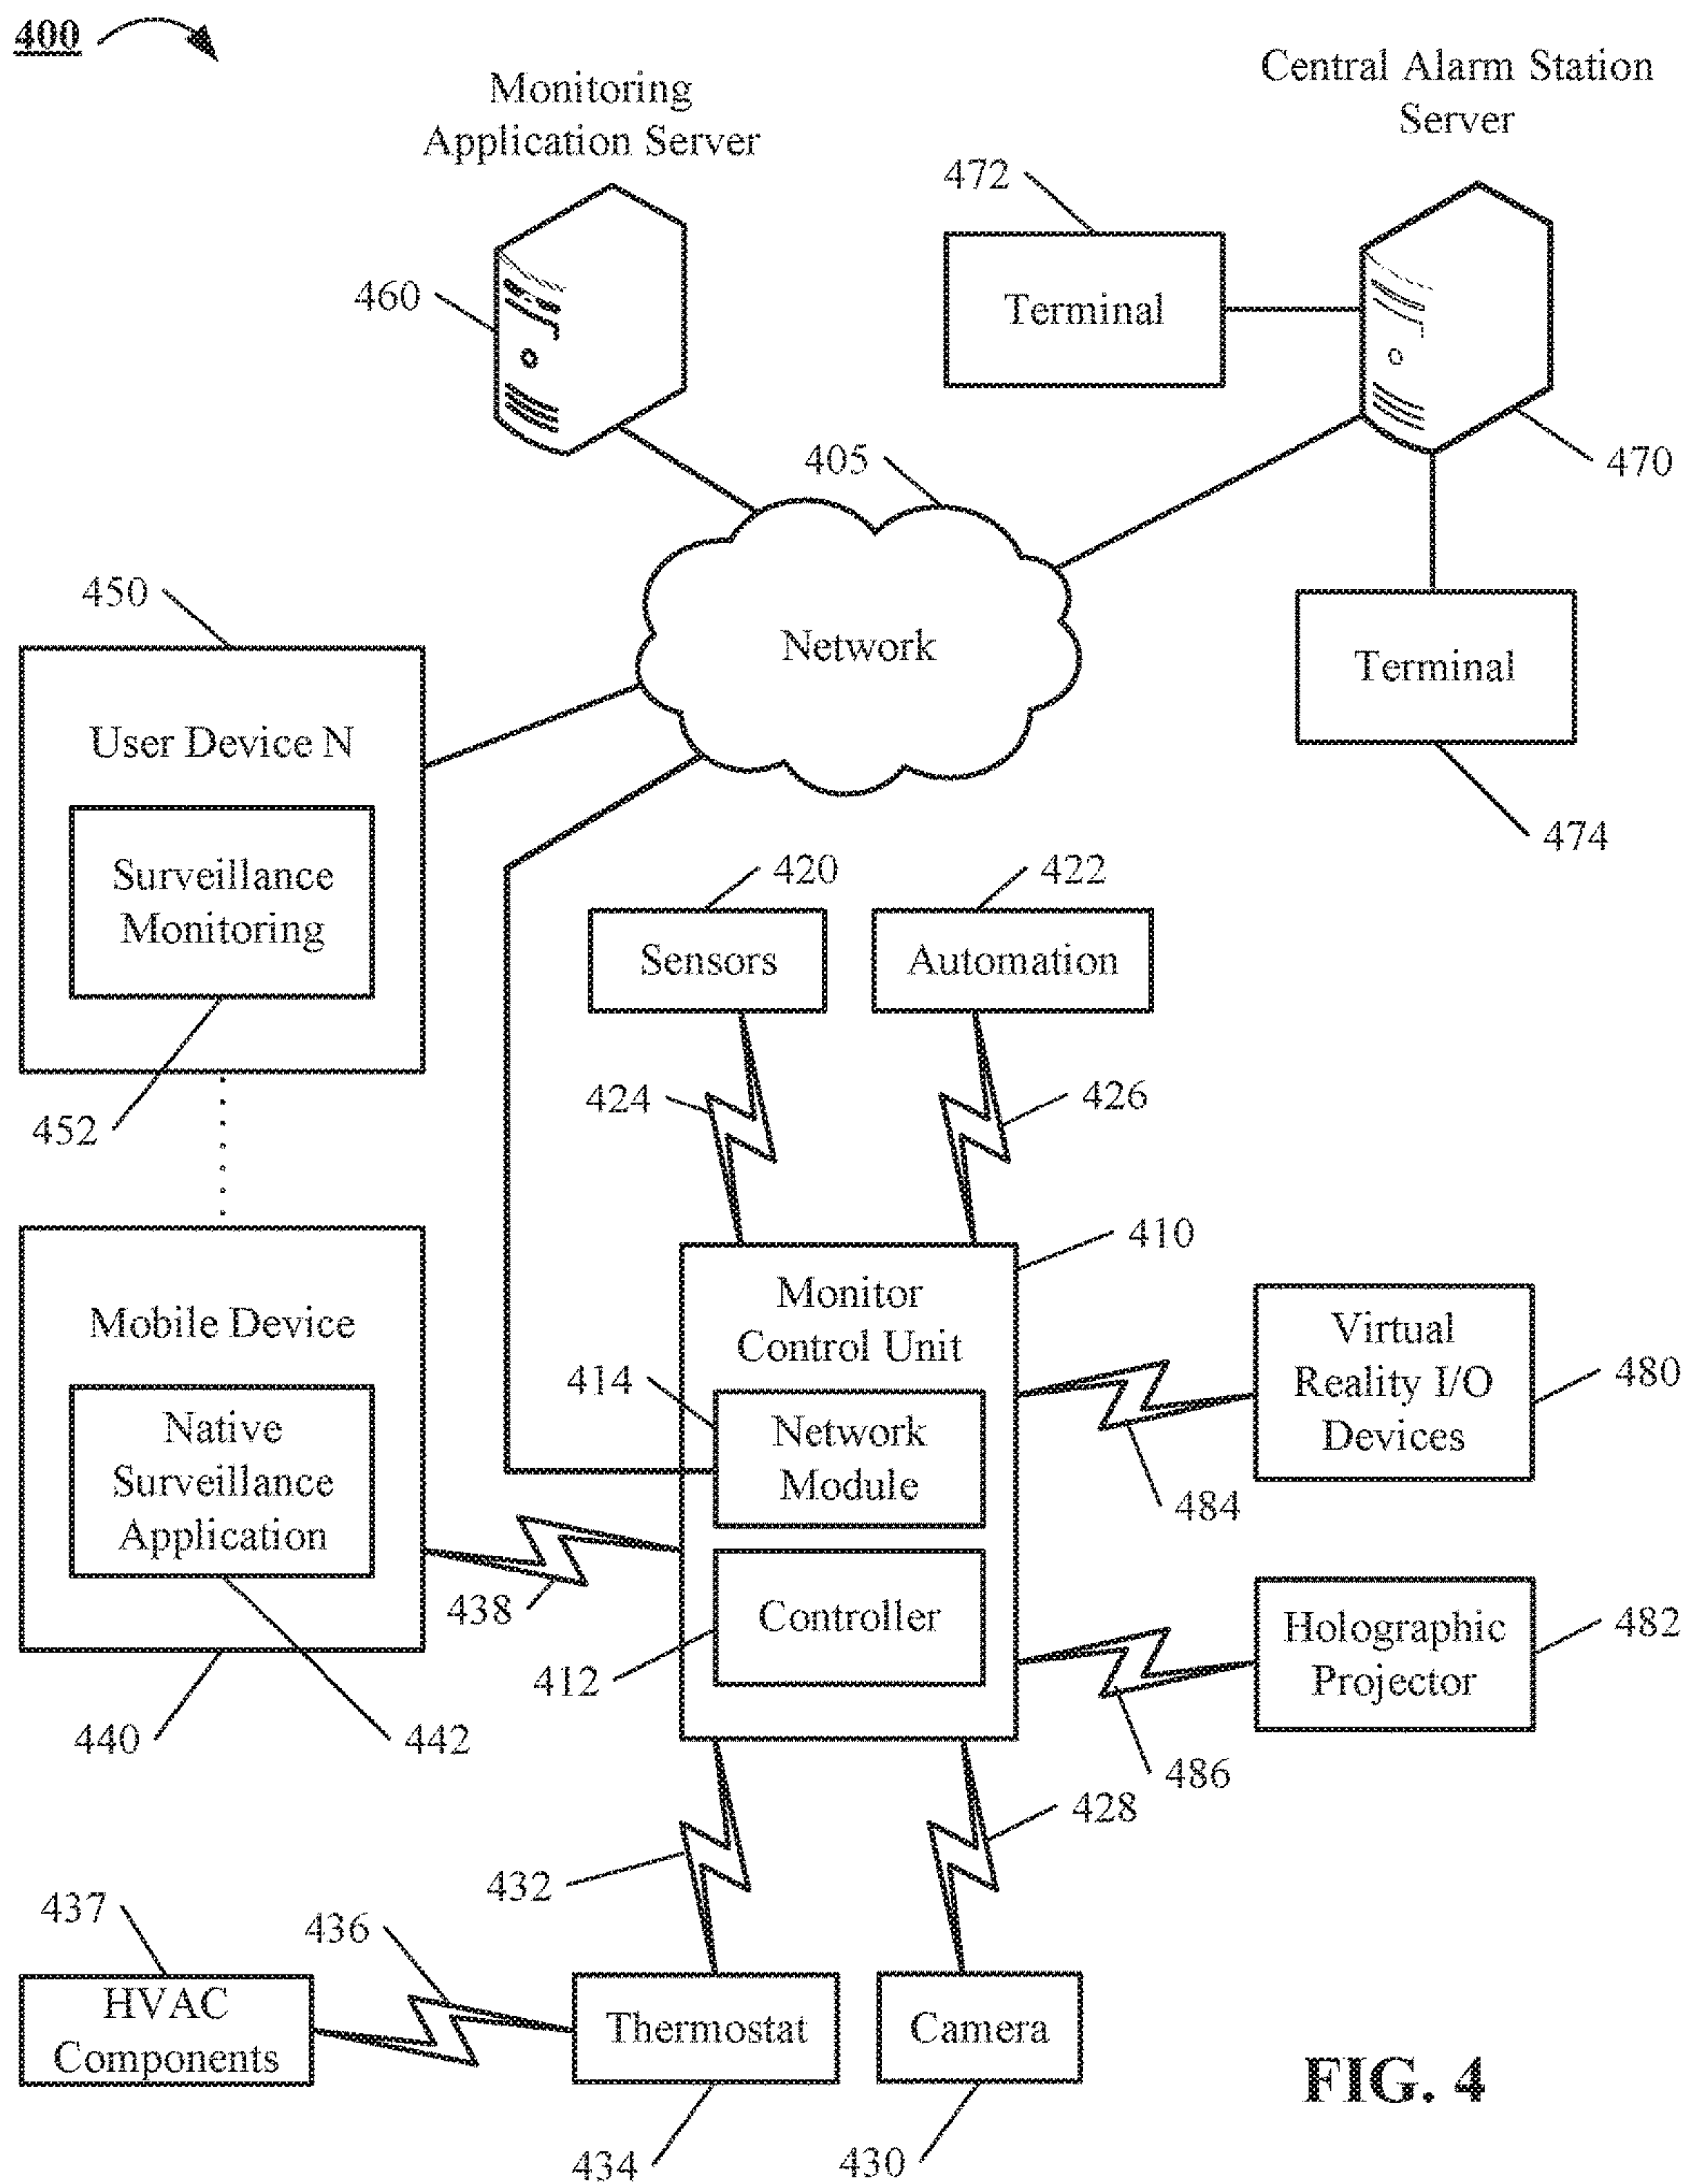 400
Monitoring
Application Server
Central Alarm Station
Server
472
460
Terminal
470
405
Network
450
Terminal
474
User Device N
Surveillance
Monitoring
452
420
422
Sensors
Automation
424
426
410
Mobile Device
Native
Surveillance
Application
438
440
442
Monitor
Control Unit
414
Network
Module
Controller
412
Virtual
Reality I/O
Devices
480
484
Holographic
Projector
482
486
428
432
437
436
HVAC
Components
Thermostat
Camera
434
430
FIG. 4